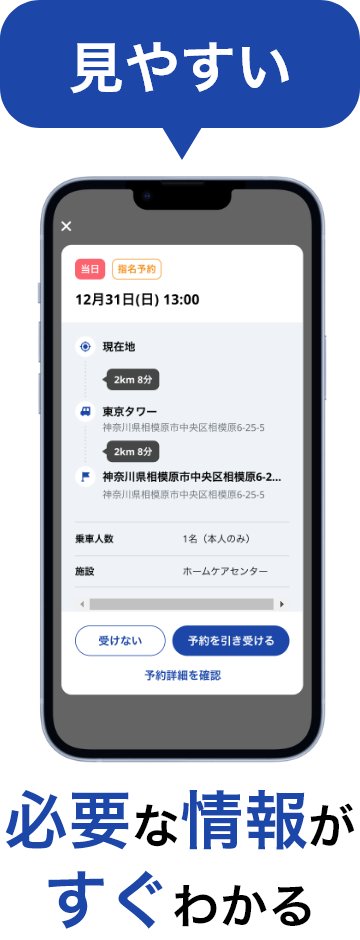 見やすい
×
当日 指名予約
12月31日(日) 13:00
現在地
2km 8分
東京タワー
神奈川県相模原市中央区相模原6-25-5
2km 8分
神奈川県相模原市中央区相模原6-2...
神奈川県相模原市中央区相模原6-25-5
乗車人数 1名（本人のみ）
施設 ホームケアセンター
受けない 予約を引き受ける
予約詳細を確認
必要な情報が
すぐわかる